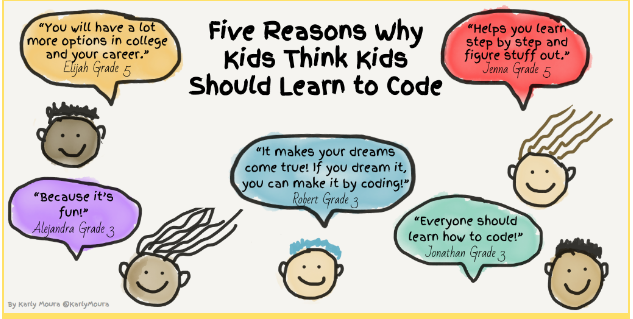 Five Reasons Why
Kids Think Kids
Should Learn to Code
“You will have a lot
more options in college
and your career.”
Elijah Grade 5
“Helps you learn
step by step and
figure stuff out.”
Jenna Grade 5
“It makes your dreams
come true! If you dream it,
you can make it by coding!”
Robert Grade 3
“Because it’s
fun!”
Alejandra Grade 3
“Everyone should
learn how to code!”
Jonathan Grade 3
By Karly Moura @KarlyMoura